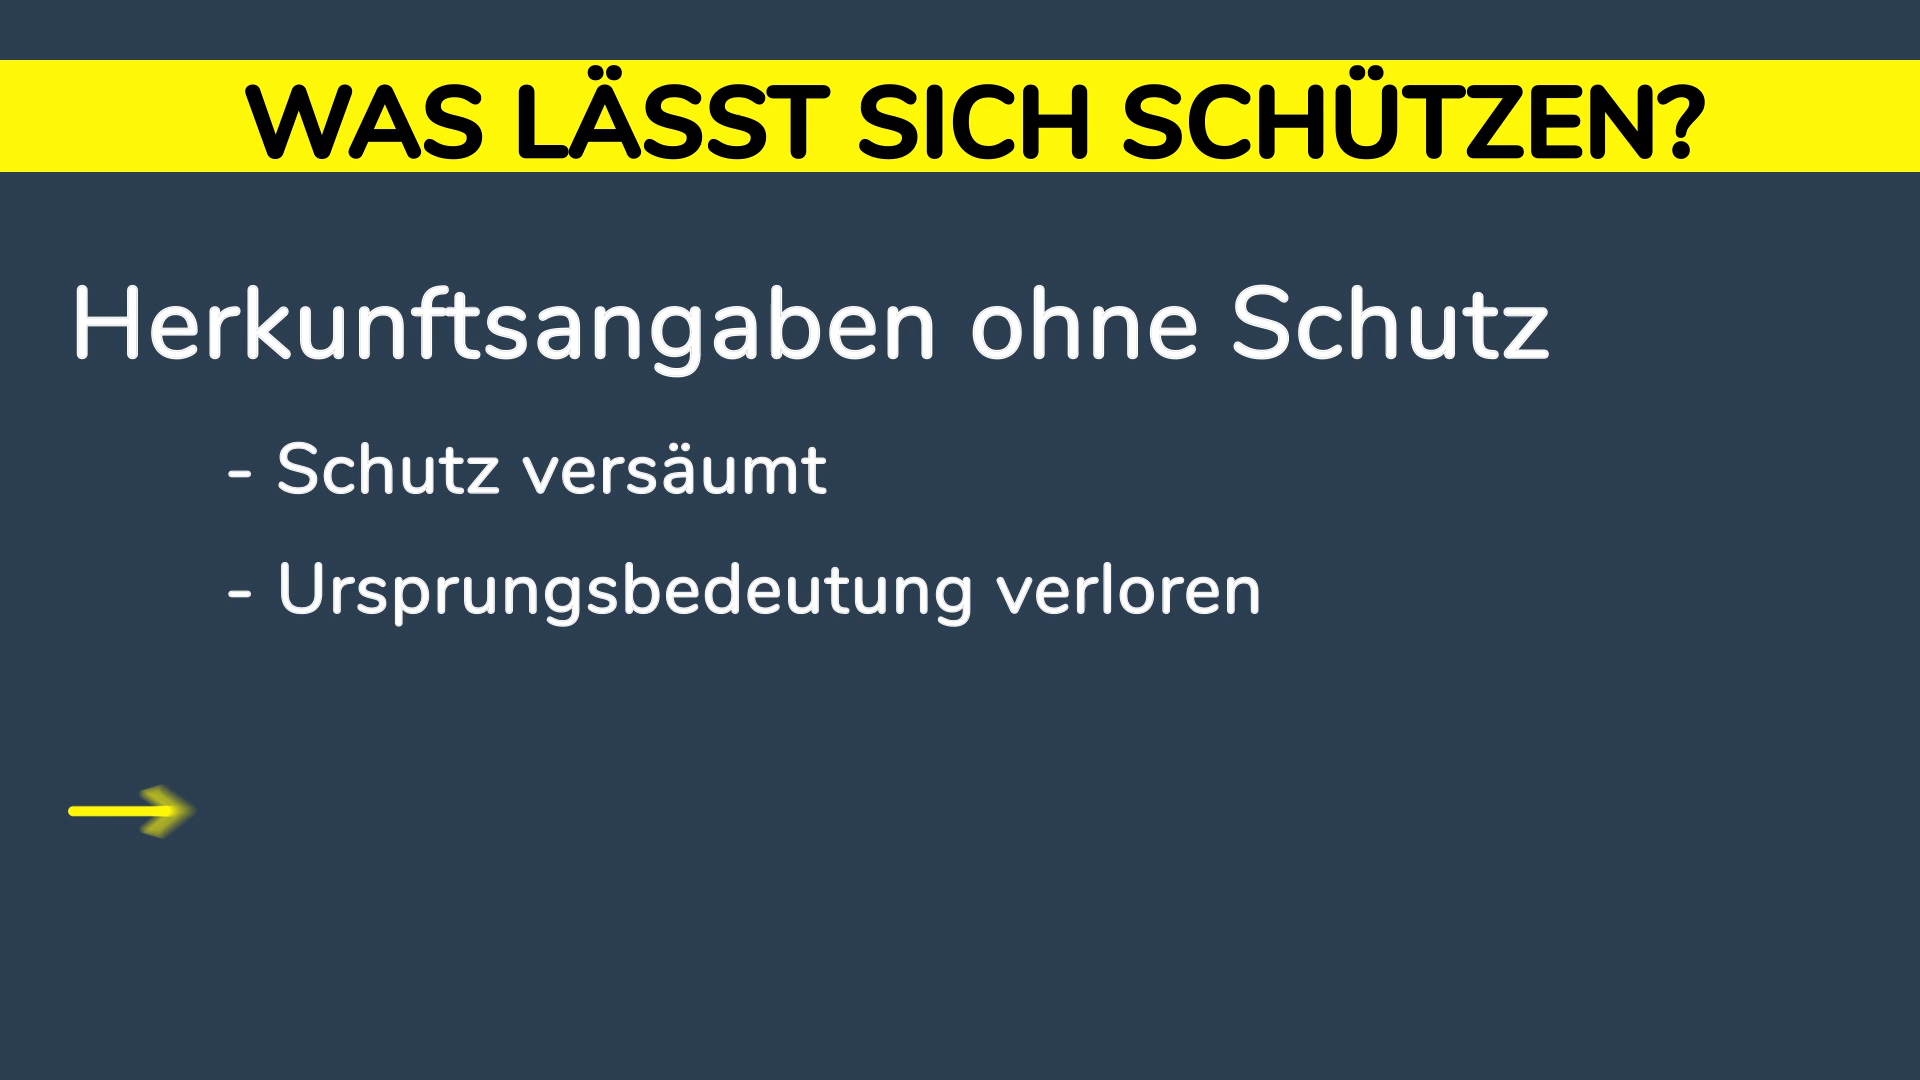 WAS LÄSST SICH SCHÜTZEN?
Herkunftsangaben ohne Schutz
- Schutz versäumt
- Ursprungsbedeutung verloren